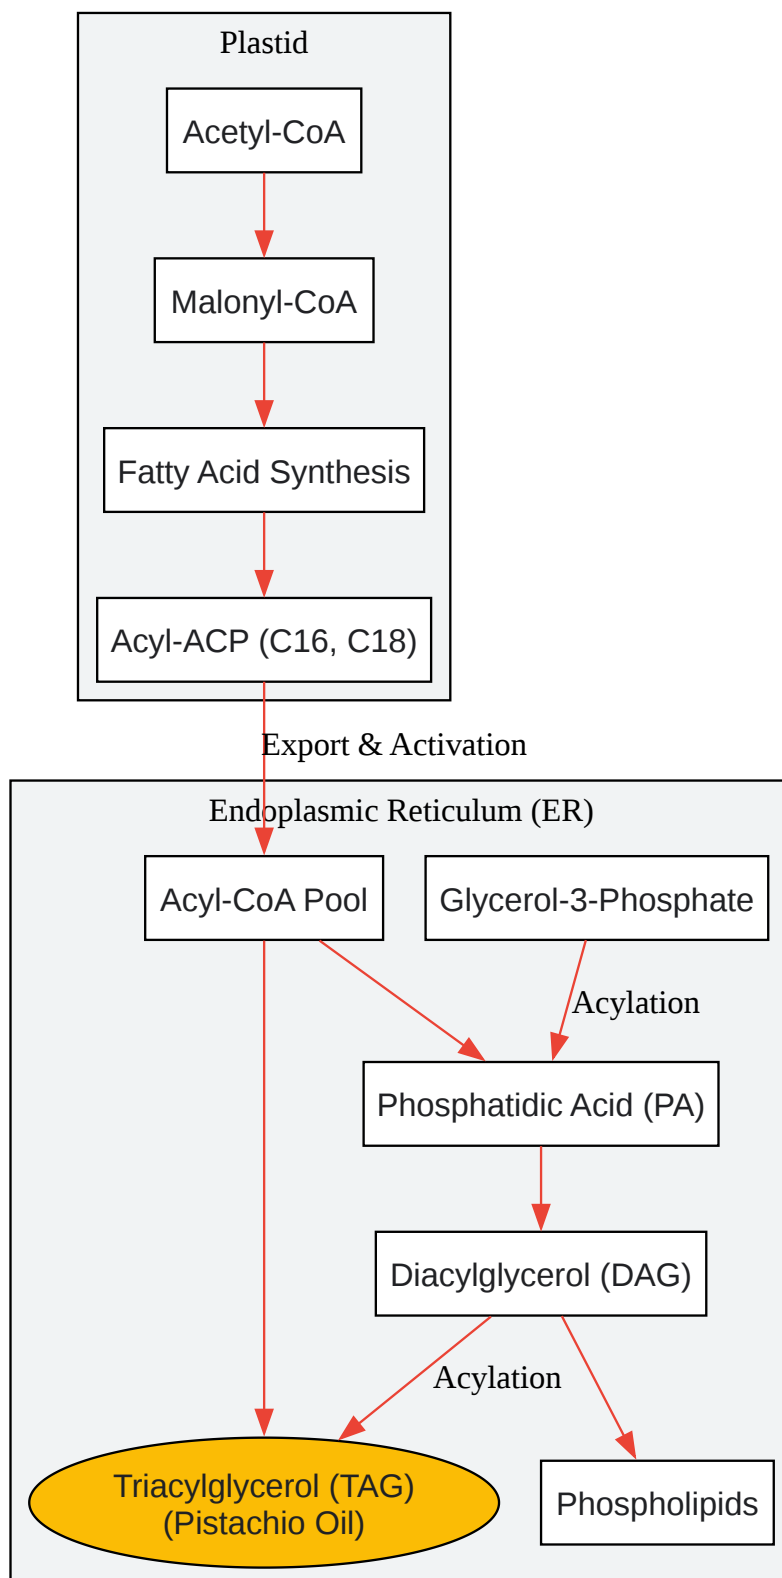 Plastid
Acetyl-CoA
Malonyl-CoA
Fatty Acid Synthesis
Acyl-ACP (C16, C18)
Export & Activation
Endoplasmic Reticulum (ER)
Acyl-CoA Pool
Glycerol-3-Phosphate
Acylation
Phosphatidic Acid (PA)
Diacylglycerol (DAG)
Acylation
Triacylglycerol (TAG)
(Pistachio Oil)
Phospholipids